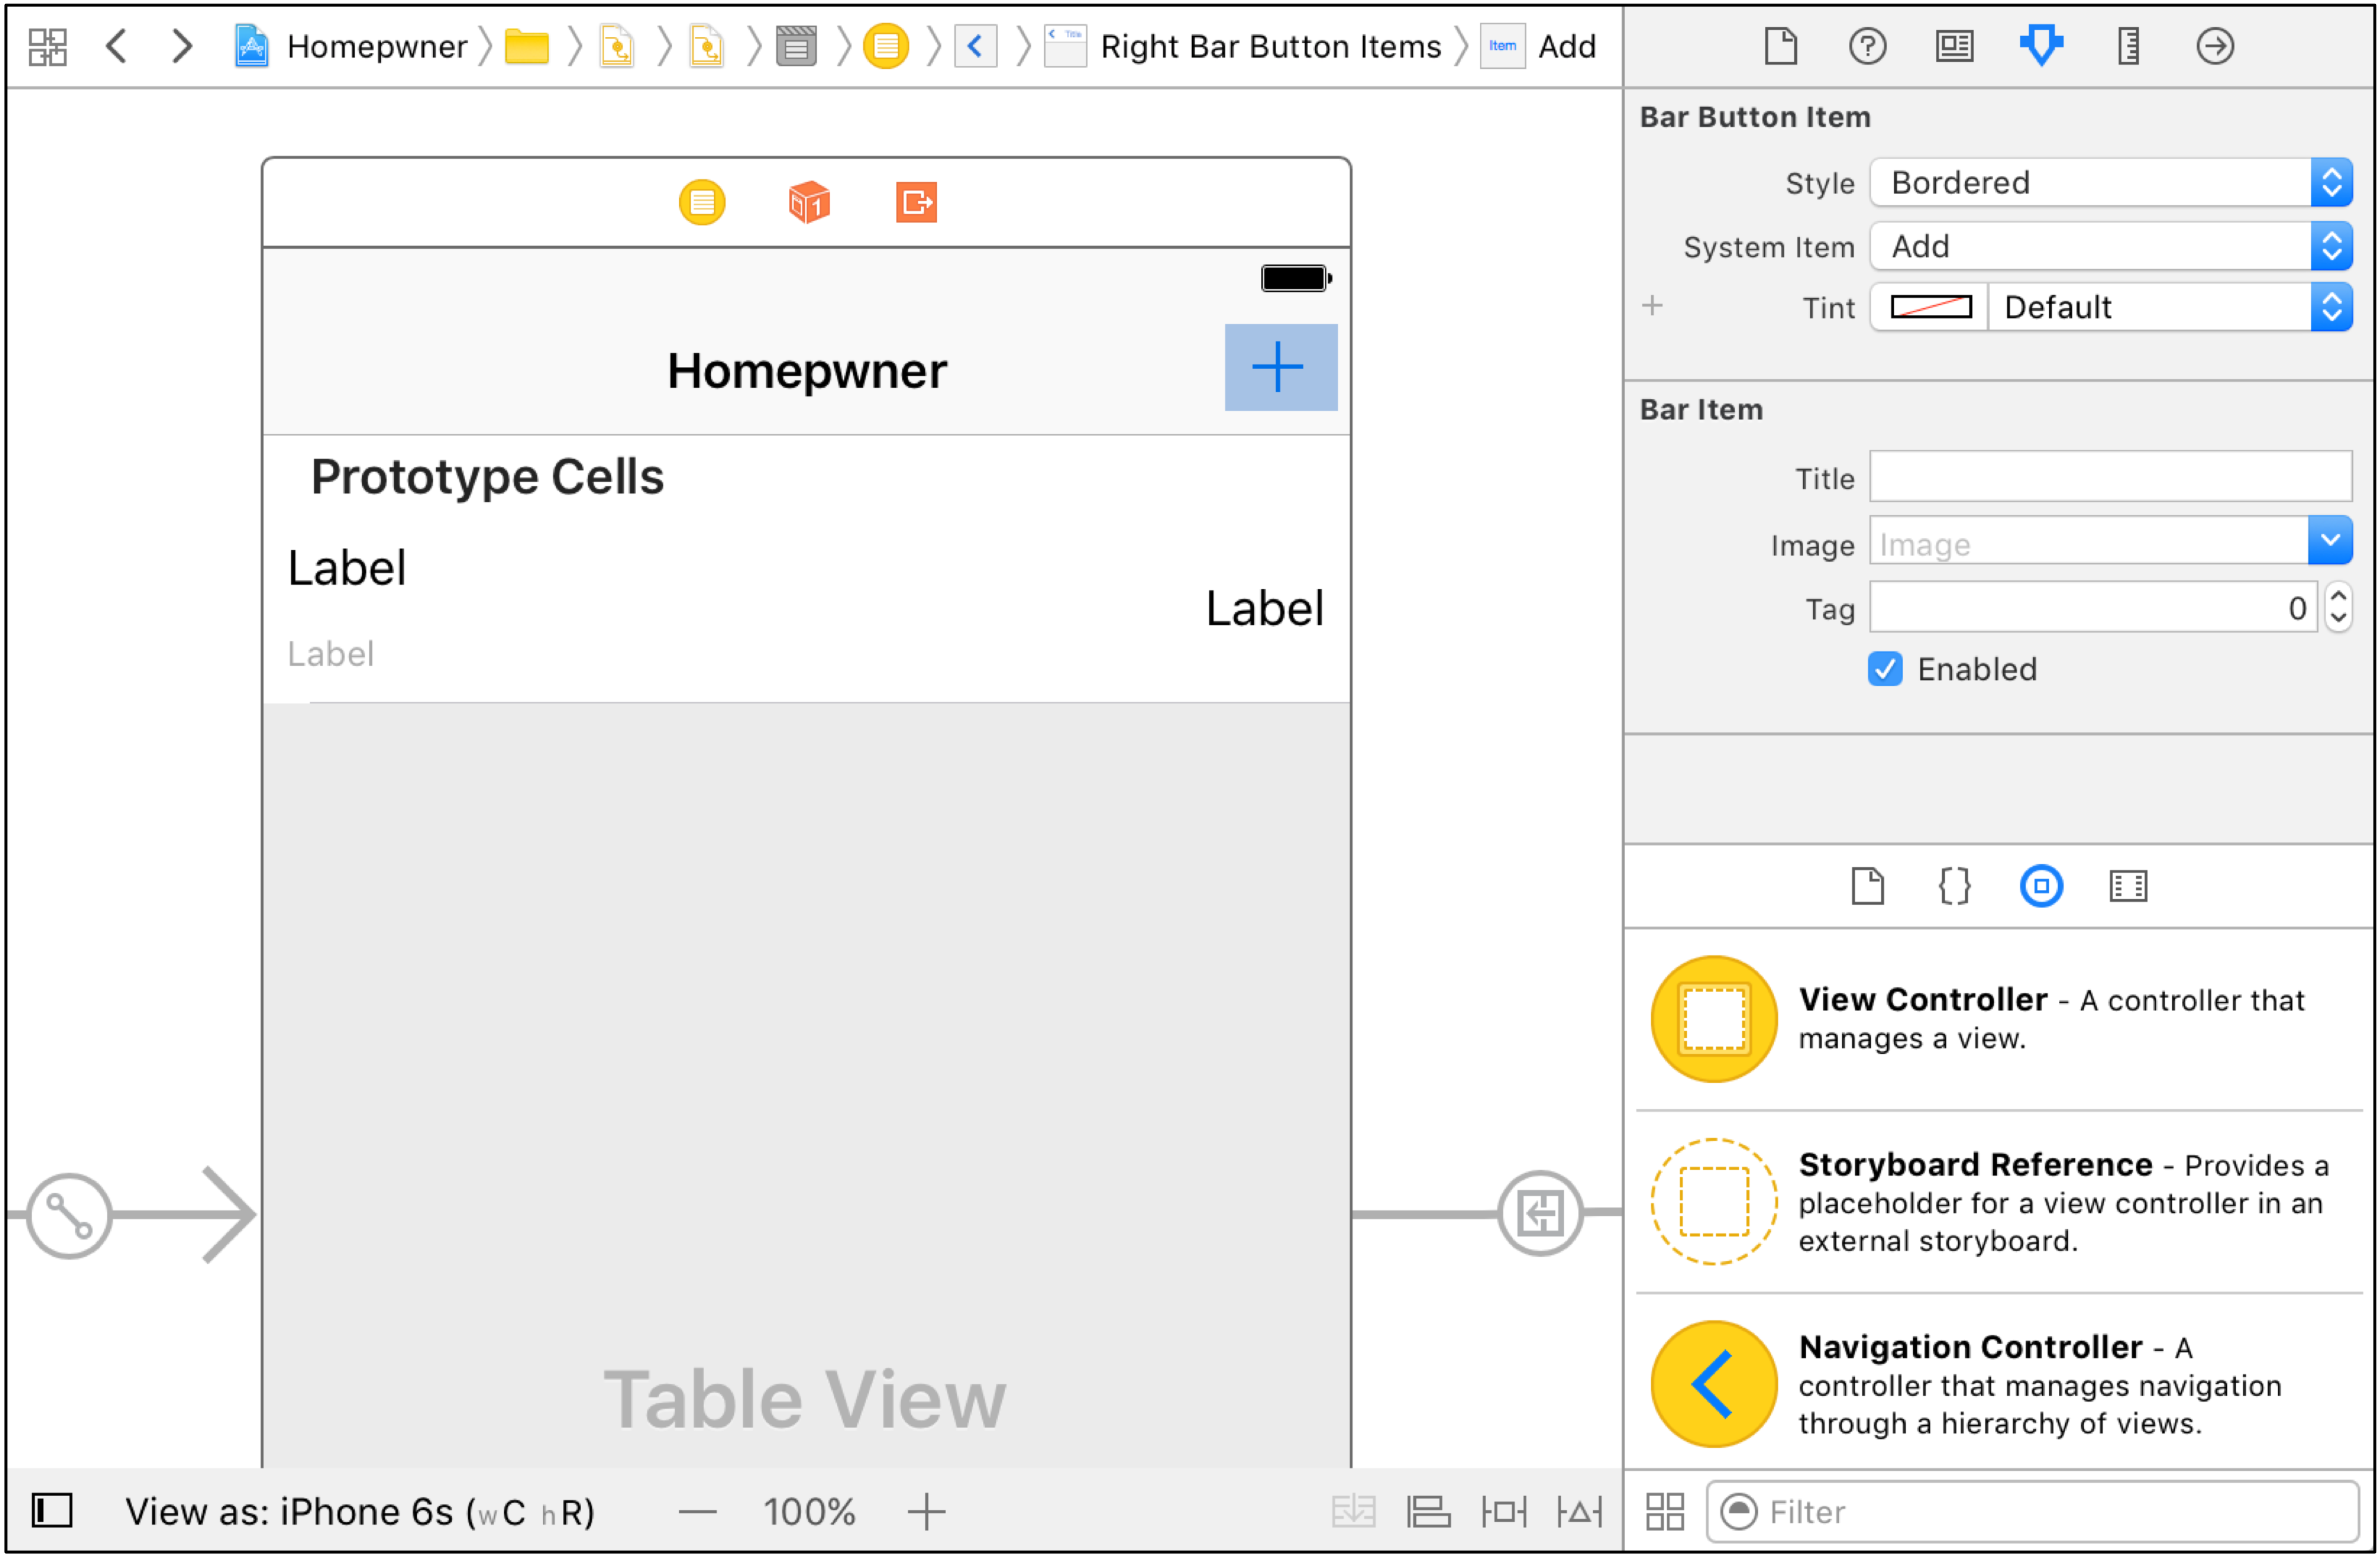 Homepwner
Title
Right Bar Button Items
Item
Add
1
Homepwner
Prototype Cells
Label
Label
Label
Table View
View as: iPhone 6s (wC hR)
100%
Bar Button Item
Style
Bordered
System Item
Add
Tint
Default
Bar Item
Title
Image
Image
Tag
0
Enabled
View Controller - A controller that
manages a view.
Storyboard Reference - Provides a
placeholder for a view controller in an
external storyboard.
Navigation Controller - A
controller that manages navigation
through a hierarchy of views.
Filter